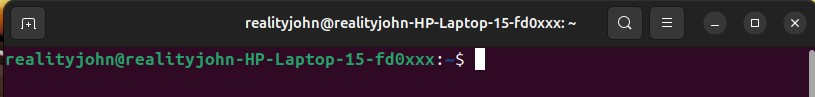 realityjohn@realityjohn-HP-Laptop-15-fd0xxx: ~
realityjohn@realityjohn-HP-Laptop-15-fd0xxx:~$